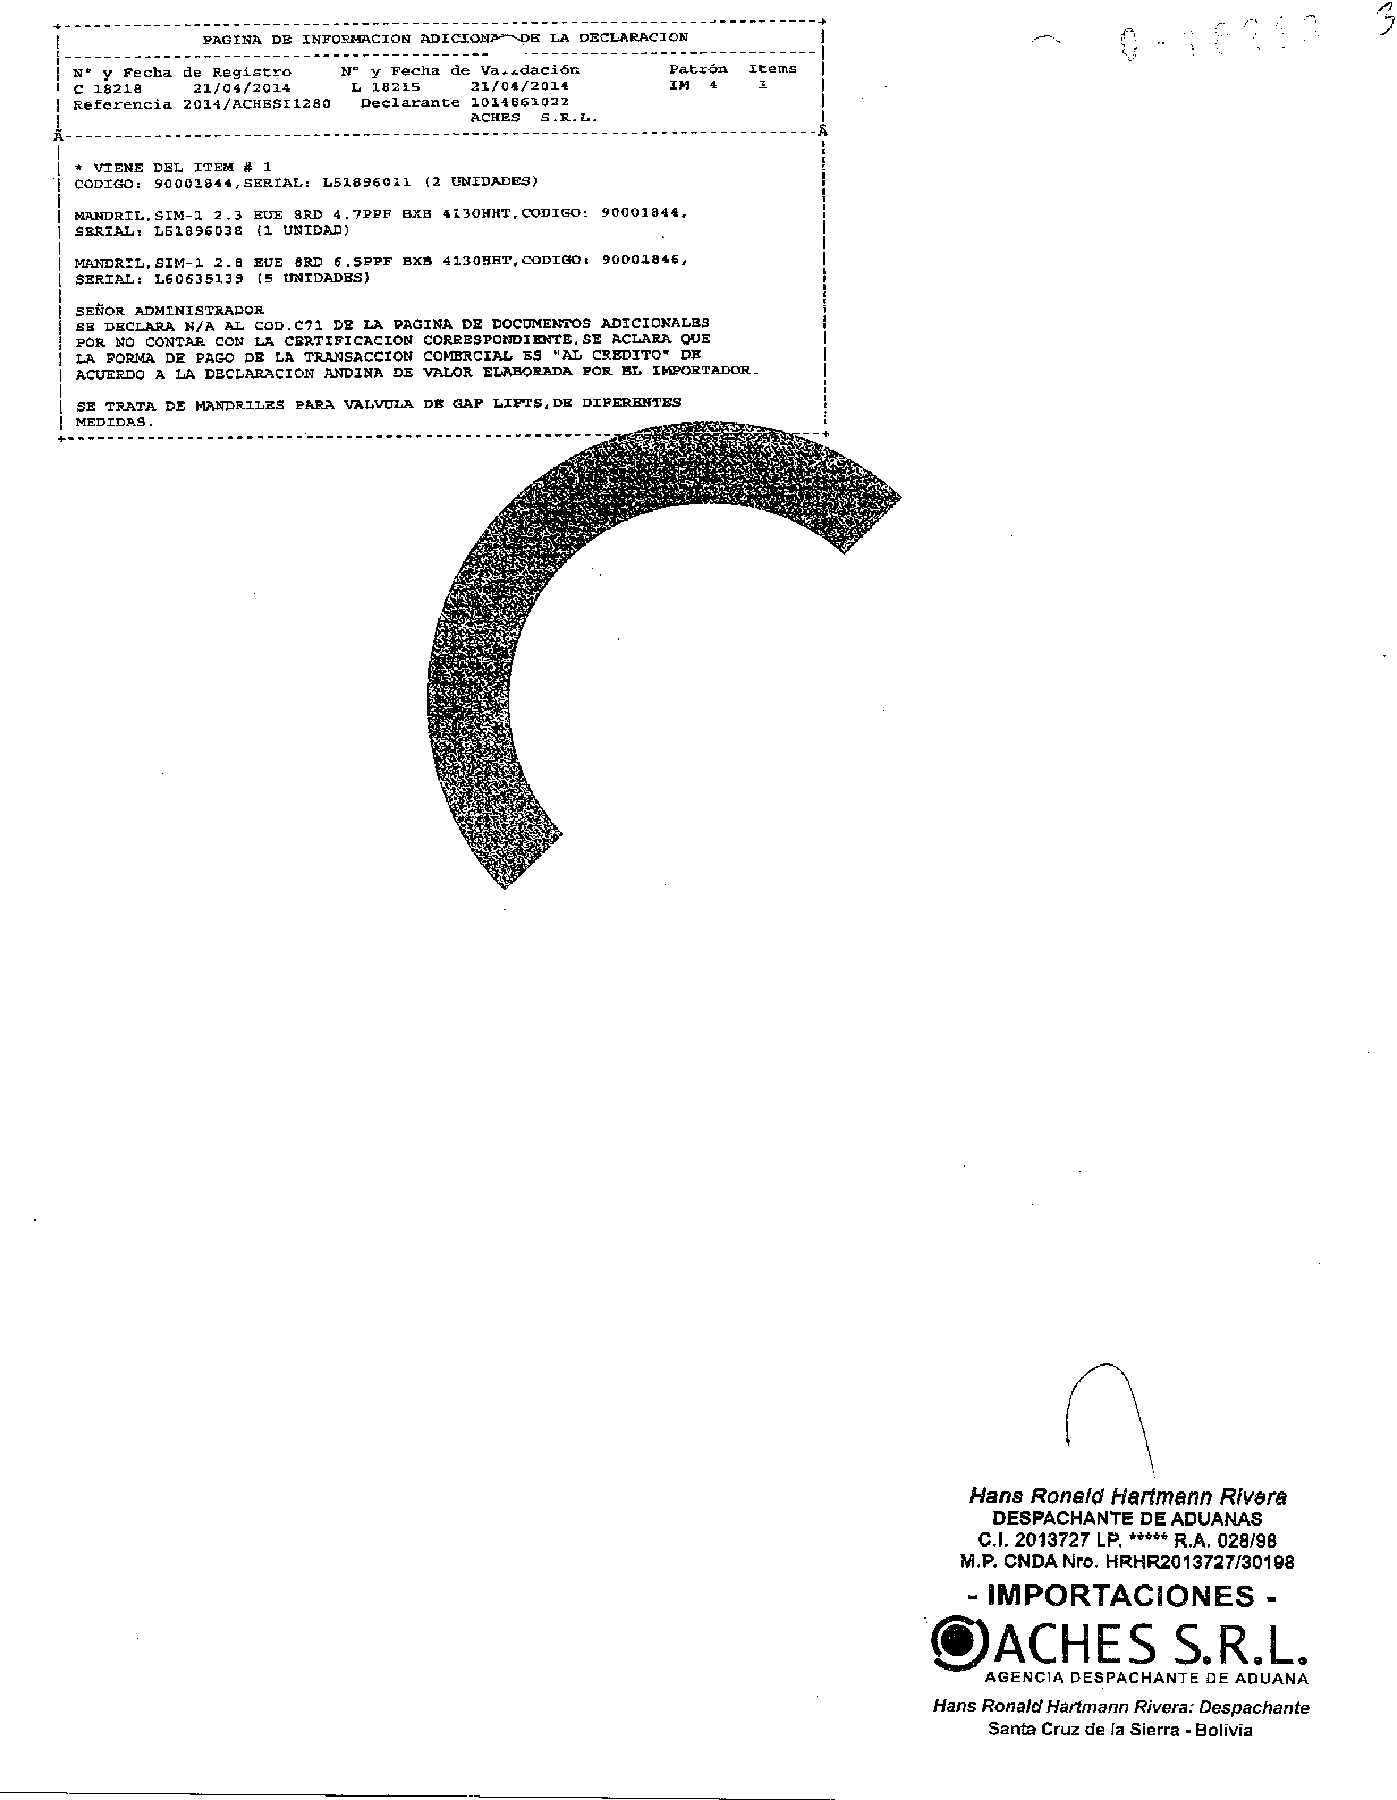 3
PAGINA DE INFORMACION ADICIONA DE LA DECLARACION
N° y Fecha de Registro N° y Fecha de Va..dación Patrón Items
C 18218 21/04/2014 L 18215 21/04/2014 IM 4 1
Referencia 2014/ACHESI1280 Declarante 1014861022
ACHES S.R.L.
* VIENE DEL ITEM # 1
CODIGO: 90001844,SERIAL: L51896011 (2 UNIDADES)
MANDRIL,SIM-1 2.3 EUE 8RD 4.7PPF BXB 4130HHT,CODIGO: 90001844,
SERIAL: L51896038 (1 UNIDAD)
MANDRIL,SIM-1 2.8 EUE 8RD 6.5PPF BXB 4130HHT,CODIGO: 90001846,
SERIAL: L60635139 (5 UNIDADES)
SEÑOR ADMINISTRADOR
SE DECLARA N/A AL COD.C71 DE LA PAGINA DE DOCUMENTOS ADICIONALES
POR NO CONTAR CON LA CERTIFICACION CORRESPONDIENTE,SE ACLARA QUE
LA FORMA DE PAGO DE LA TRANSACCION COMERCIAL ES "AL CREDITO" DE
ACUERDO A LA DECLARACION ANDINA DE VALOR ELABORADA POR EL IMPORTADOR.
SE TRATA DE MANDRILES PARA VALVULA DE GAP LIFTS,DE DIFERENTES
MEDIDAS.
Hans Ronald Hartmann Rivera
DESPACHANTE DE ADUANAS
C.I. 2013727 LP. ***** R.A. 028/98
M.P. CNDA Nro. HRHR2013727/30198
- IMPORTACIONES -
ACHES S.R.L.
AGENCIA DESPACHANTE DE ADUANA
Hans Ronald Hartmann Rivera: Despachante
Santa Cruz de la Sierra - Bolivia